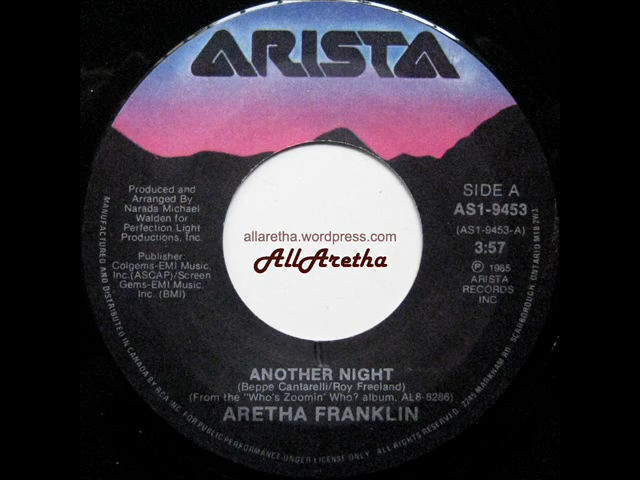 ARISTA
Produced and
Arranged By
Narada Michael
Walden for
Perfection Light
Productions, Inc.
Publisher:
Colgems-EMI Music,
Inc.(ASCAP)/Screen
Gems-EMI Music,
Inc. (BMI)
SIDE A
AS1-9453
(AS1-9453-A)
3:57
Ⓟ 1985
ARISTA
RECORDS
INC
allaretha.wordpress.com
AllAretha
ANOTHER NIGHT
(Beppe Cantarelli/Roy Freeland)
(From the "Who's Zoomin' Who? album, AL8-8286)
ARETHA FRANKLIN
MANUFACTURED AND DISTRIBUTED IN CANADA BY RCA INC. FOR PUBLIC PERFORMANCE UNDER LICENSE ONLY. ALL RIGHTS RESERVED. 2245 MARKHAM RD. SCARBOROUGH, ONTARIO M1B 2W3